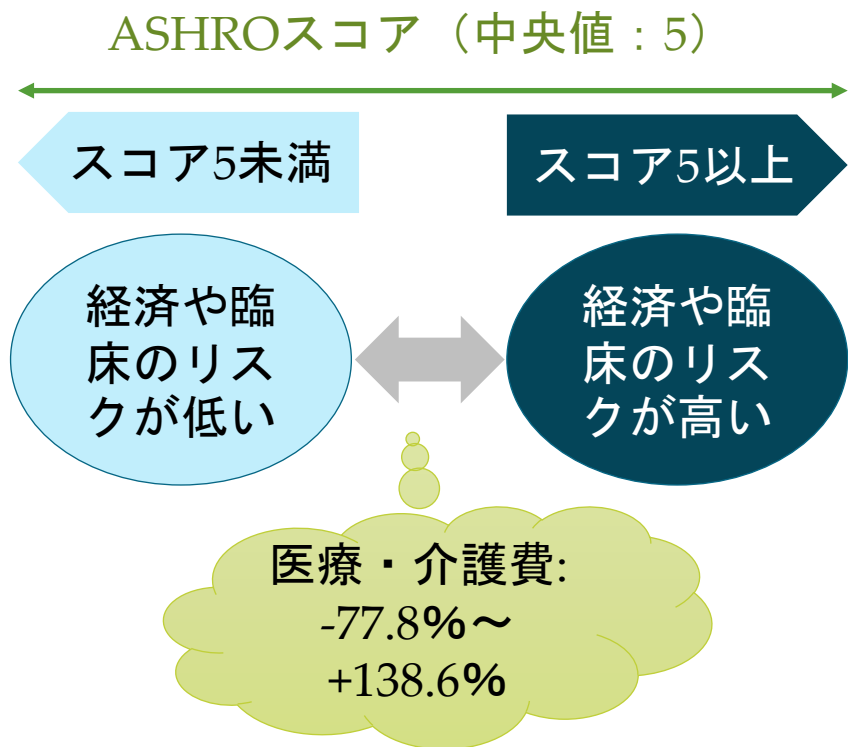 ASHROスコア（中央値：5）
スコア5未満
スコア5以上
経済や臨
床のリス
クが低い
経済や臨
床のリス
クが高い
医療・介護費:
-77.8%～
+138.6%